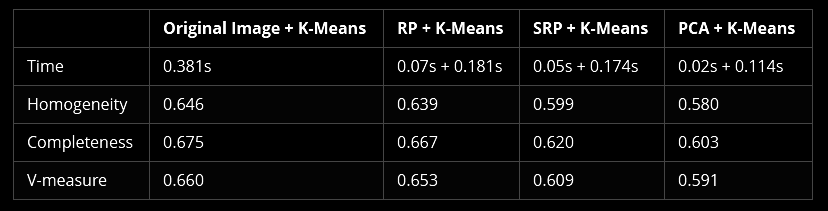 Original Image + K-Means RP + K-Means SRP + K-Means PCA + K-Means
Time 0.381s 0.07s + 0.181s 0.05s + 0.174s 0.02s + 0.114s
Homogeneity 0.646 0.639 0.599 0.580
Completeness 0.675 0.667 0.620 0.603
V-measure 0.660 0.653 0.609 0.591